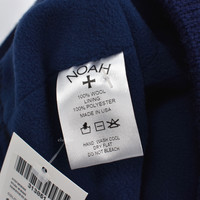 NOAH
100% WOOL
LINING
100% POLYESTER
MADE IN USA
HAND WASH COOL
DRY FLAT
DO NOT BLEACH